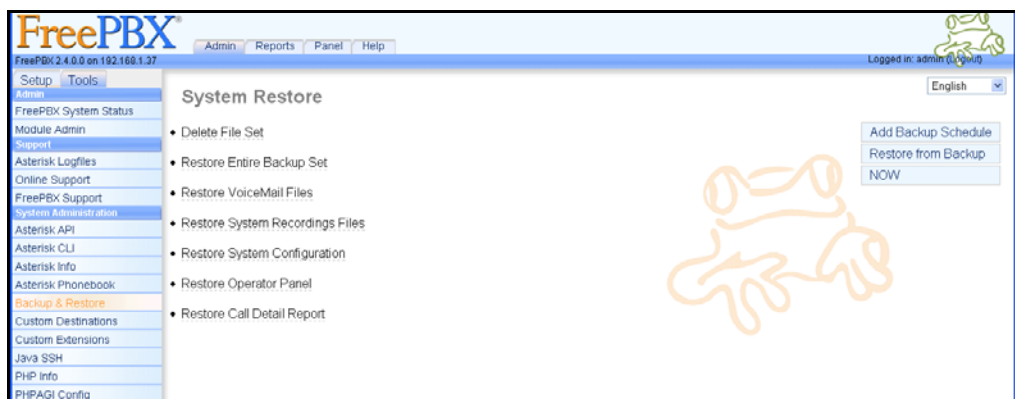 FreePBX®
Admin Reports Panel Help
FreePBX 2.4.0.0 on 192.168.1.37
Logged in: admin (Logout)
Setup Tools
English
Admin
FreePBX System Status
Module Admin
Support
Asterisk Logfiles
Online Support
FreePBX Support
System Administration
Asterisk API
Asterisk CLI
Asterisk Info
Asterisk Phonebook
Backup & Restore
Custom Destinations
Custom Extensions
Java SSH
PHP Info
PHPAGI Config
System Restore
• Delete File Set
• Restore Entire Backup Set
• Restore VoiceMail Files
• Restore System Recordings Files
• Restore System Configuration
• Restore Operator Panel
• Restore Call Detail Report
Add Backup Schedule
Restore from Backup
NOW